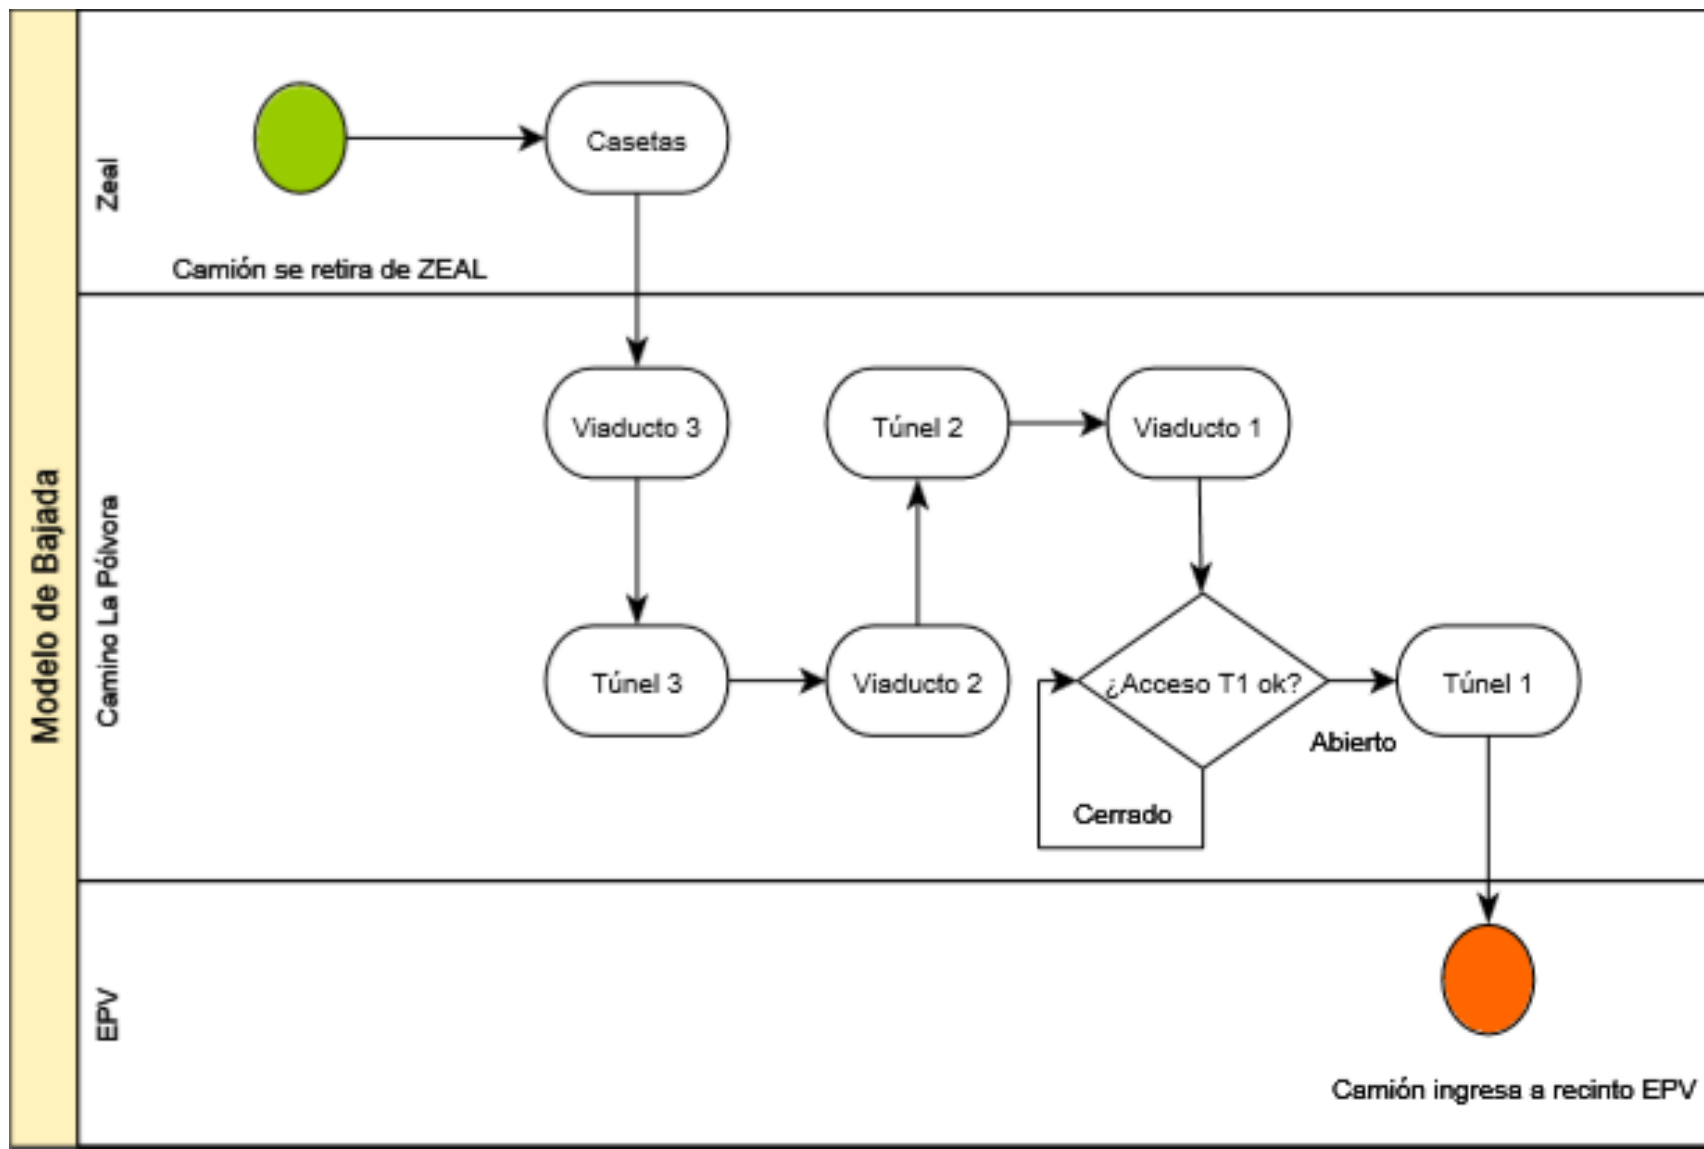 Modelo de Bajada
Zeal
Casetas
Camión se retira de ZEAL
Camino La Pólvora
Viaducto 3
Túnel 2
Viaducto 1
Túnel 3
Viaducto 2
¿Acceso T1 ok?
Túnel 1
Abierto
Cerrado
EPV
Camión ingresa a recinto EPV